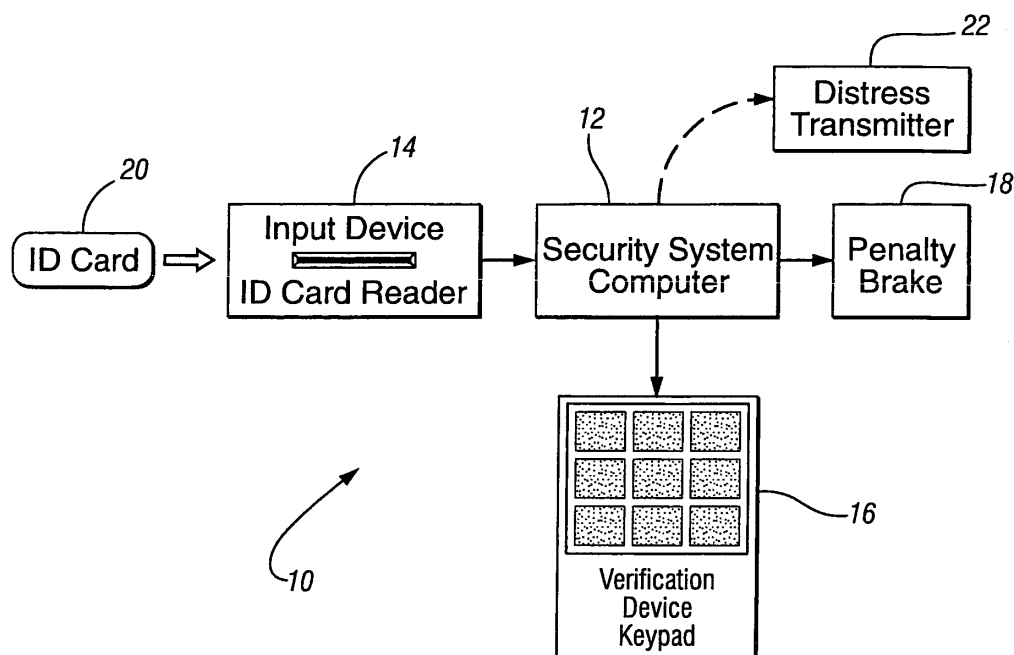 22
Distress
Transmitter
12
14
20
18
ID Card
Input Device
ID Card Reader
Security System
Computer
Penalty
Brake
16
10
Verification
Device
Keypad